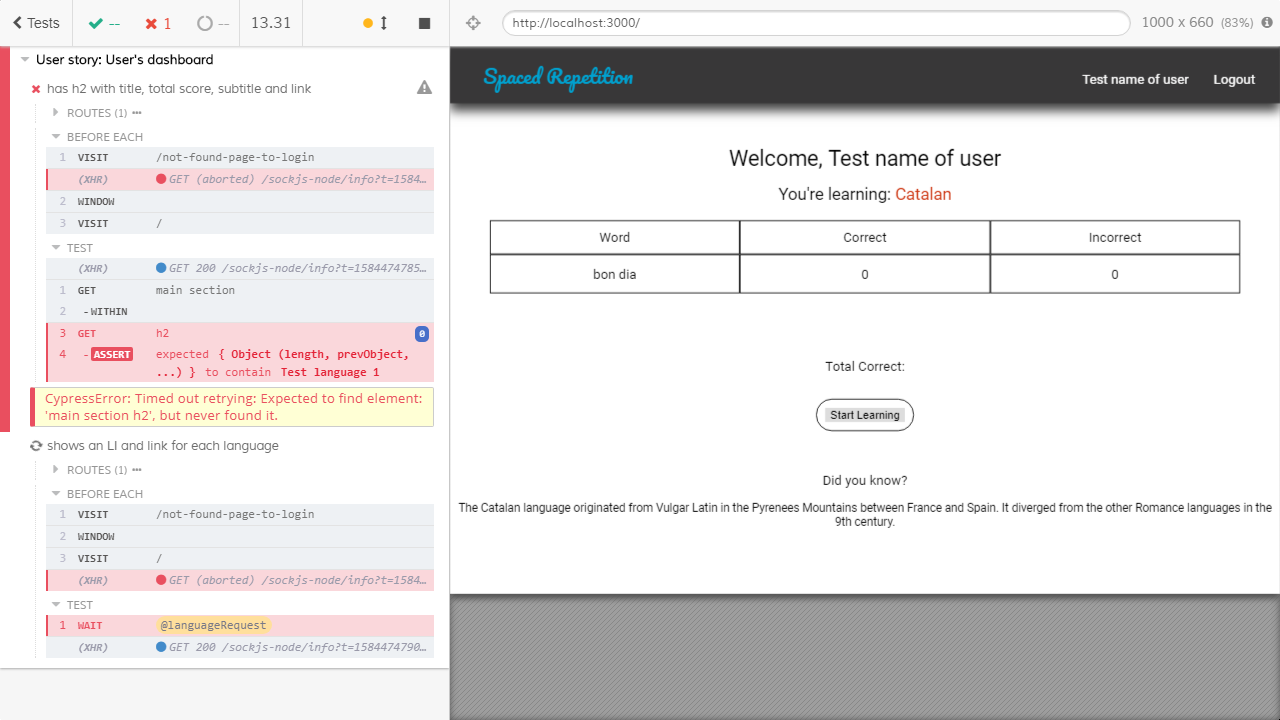 Tests
--
1
--
13.31
http://localhost:3000/
1000 x 660 (83%)
User story: User's dashboard
has h2 with title, total score, subtitle and link
ROUTES (1)
BEFORE EACH
1 VISIT /not-found-page-to-login
(XHR) GET (aborted) /sockjs-node/info?t=1584...
2 WINDOW
3 VISIT /
TEST
(XHR) GET 200 /sockjs-node/info?t=1584474785...
1 GET main section
2 -WITHIN
3 GET h2 0
4 -ASSERT expected { Object (length, prevObject,
...) } to contain Test language 1
CypressError: Timed out retrying: Expected to find element:
'main section h2', but never found it.
shows an LI and link for each language
ROUTES (1)
BEFORE EACH
1 VISIT /not-found-page-to-login
2 WINDOW
3 VISIT /
(XHR) GET (aborted) /sockjs-node/info?t=1584...
TEST
1 WAIT @languageRequest
(XHR) GET 200 /sockjs-node/info?t=1584474790...
Spaced Repetition
Test name of user Logout
Welcome, Test name of user
You're learning: Catalan
Word Correct Incorrect
bon dia 0 0
Total Correct:
Start Learning
Did you know?
The Catalan language originated from Vulgar Latin in the Pyrenees Mountains between France and Spain. It diverged from the other Romance languages in the
9th century.